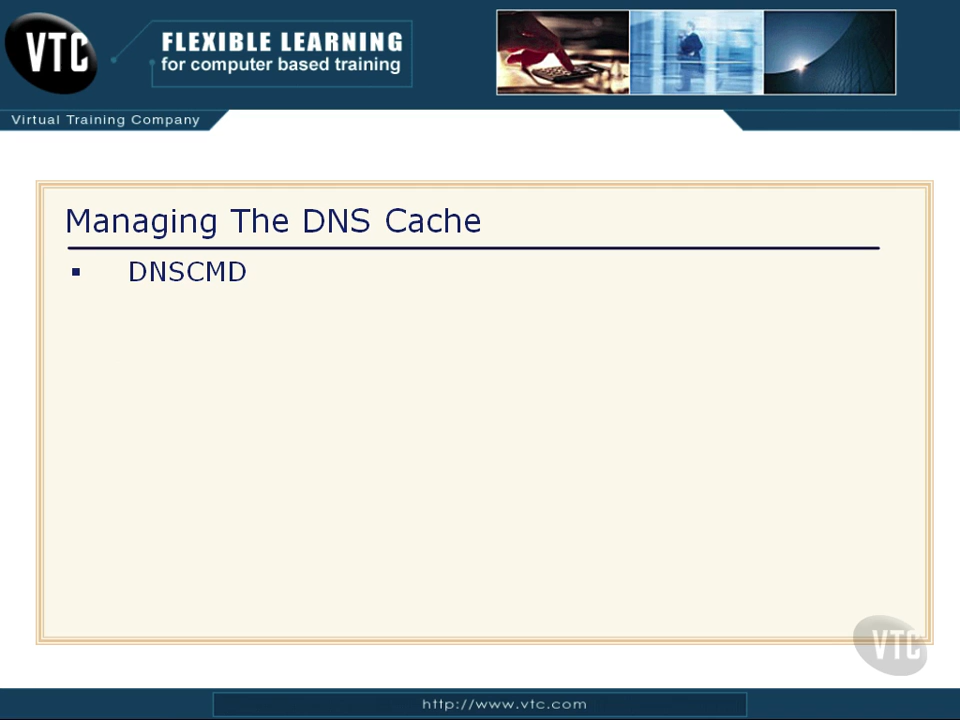 VTC
FLEXIBLE LEARNING
for computer based training
Virtual Training Company
Managing The DNS Cache
▪ DNSCMD
VTC
http://www.vtc.com